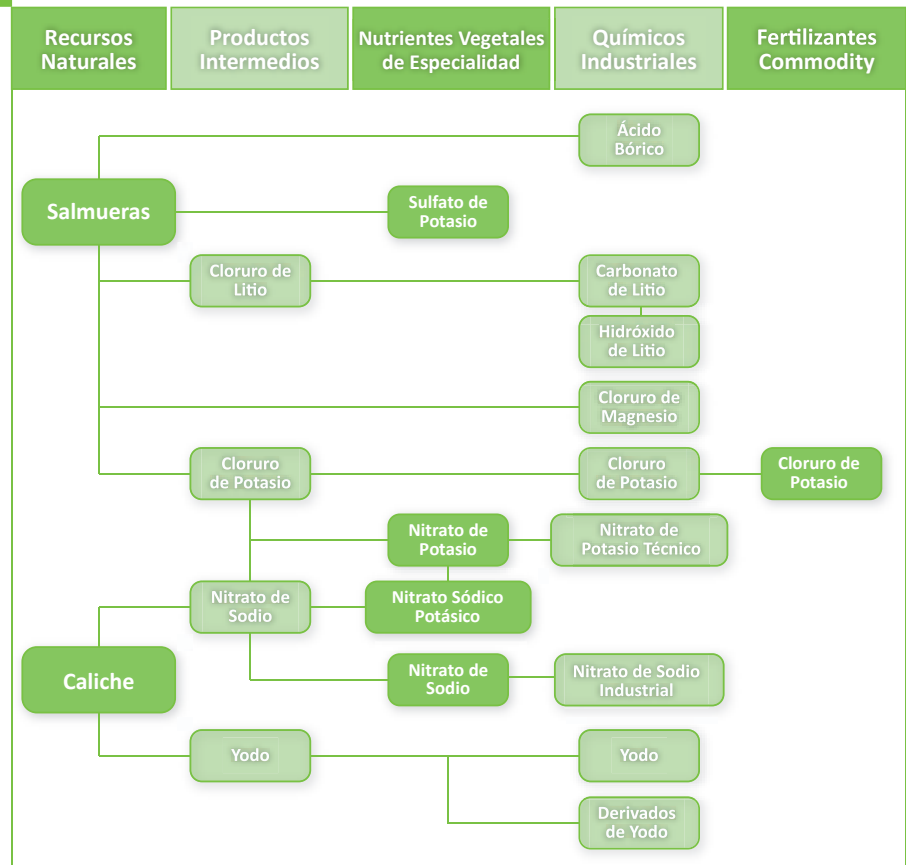 Recursos
Naturales
Productos
Intermedios
Nutrientes Vegetales
de Especialidad
Químicos
Industriales
Fertilizantes
Commodity
Ácido
Bórico
Salmueras
Sulfato de
Potasio
Cloruro de
Litio
Carbonato
de Litio
Hidróxido
de Litio
Cloruro de
Magnesio
Cloruro
de Potasio
Cloruro
de Potasio
Cloruro de
Potasio
Nitrato de
Potasio
Nitrato de
Potasio Técnico
Nitrato de
Sodio
Nitrato Sódico
Potásico
Caliche
Nitrato de
Sodio
Nitrato de Sodio
Industrial
Yodo
Yodo
Derivados
de Yodo